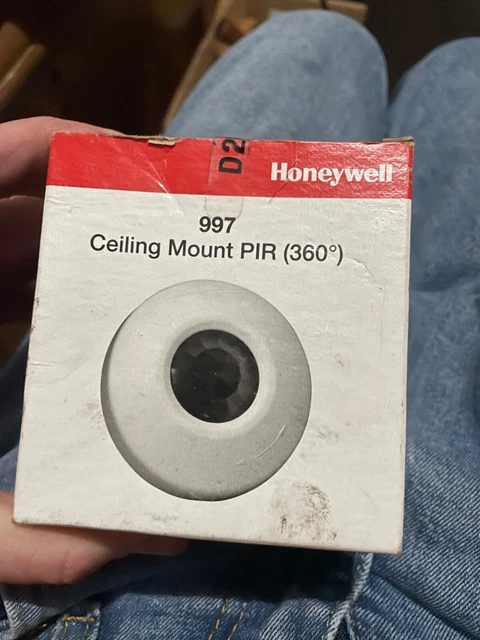 D2
Honeywell
997
Ceiling Mount PIR (360°)